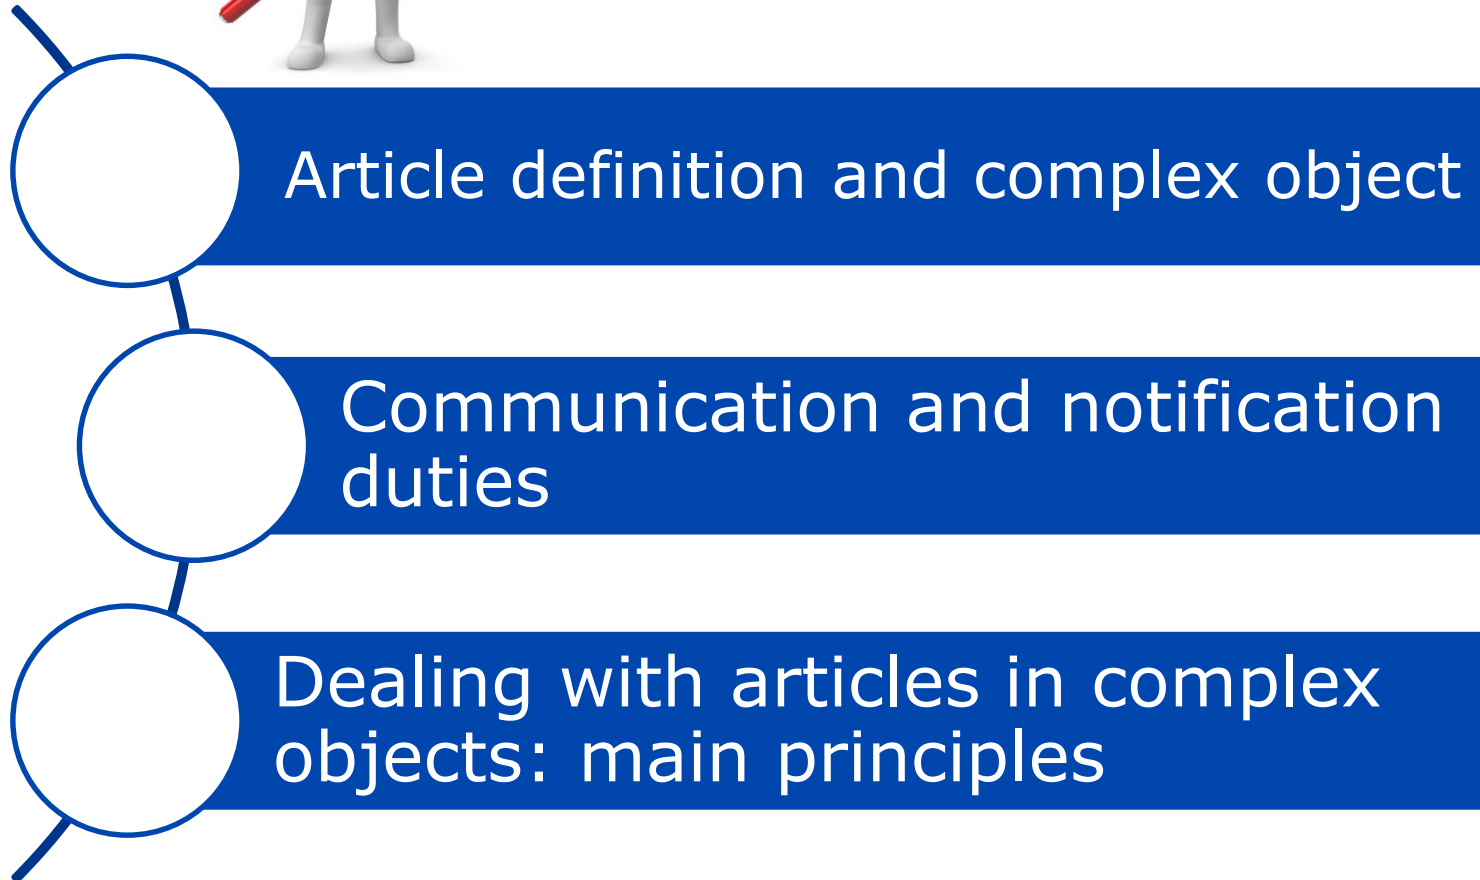 Article definition and complex object
Communication and notification
duties
Dealing with articles in complex
objects: main principles